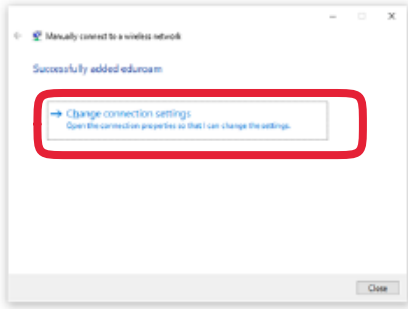 Manually connect to a wireless network
Successfully added eduroam
Change connection settings
Open the connection properties so that I can change the settings.
Close